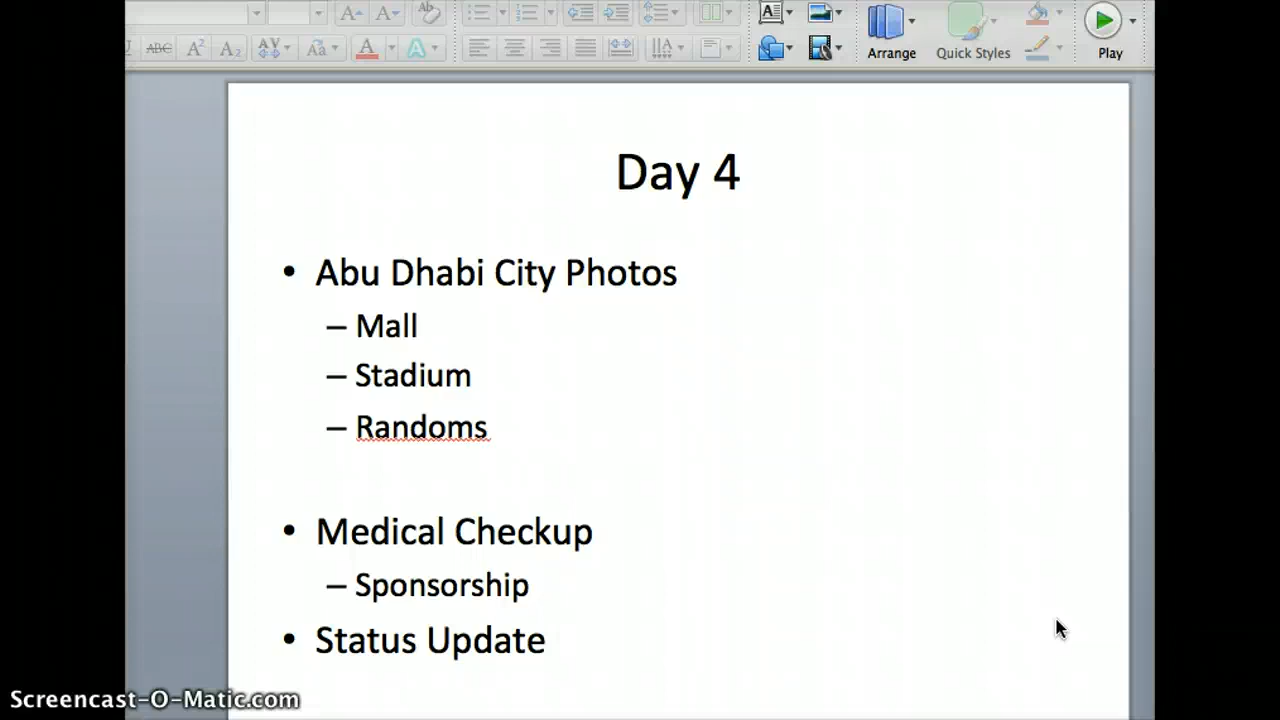 Arrange
Quick Styles
Play
Day 4
• Abu Dhabi City Photos
– Mall
– Stadium
– Randoms
• Medical Checkup
– Sponsorship
• Status Update
Screencast-O-Matic.com